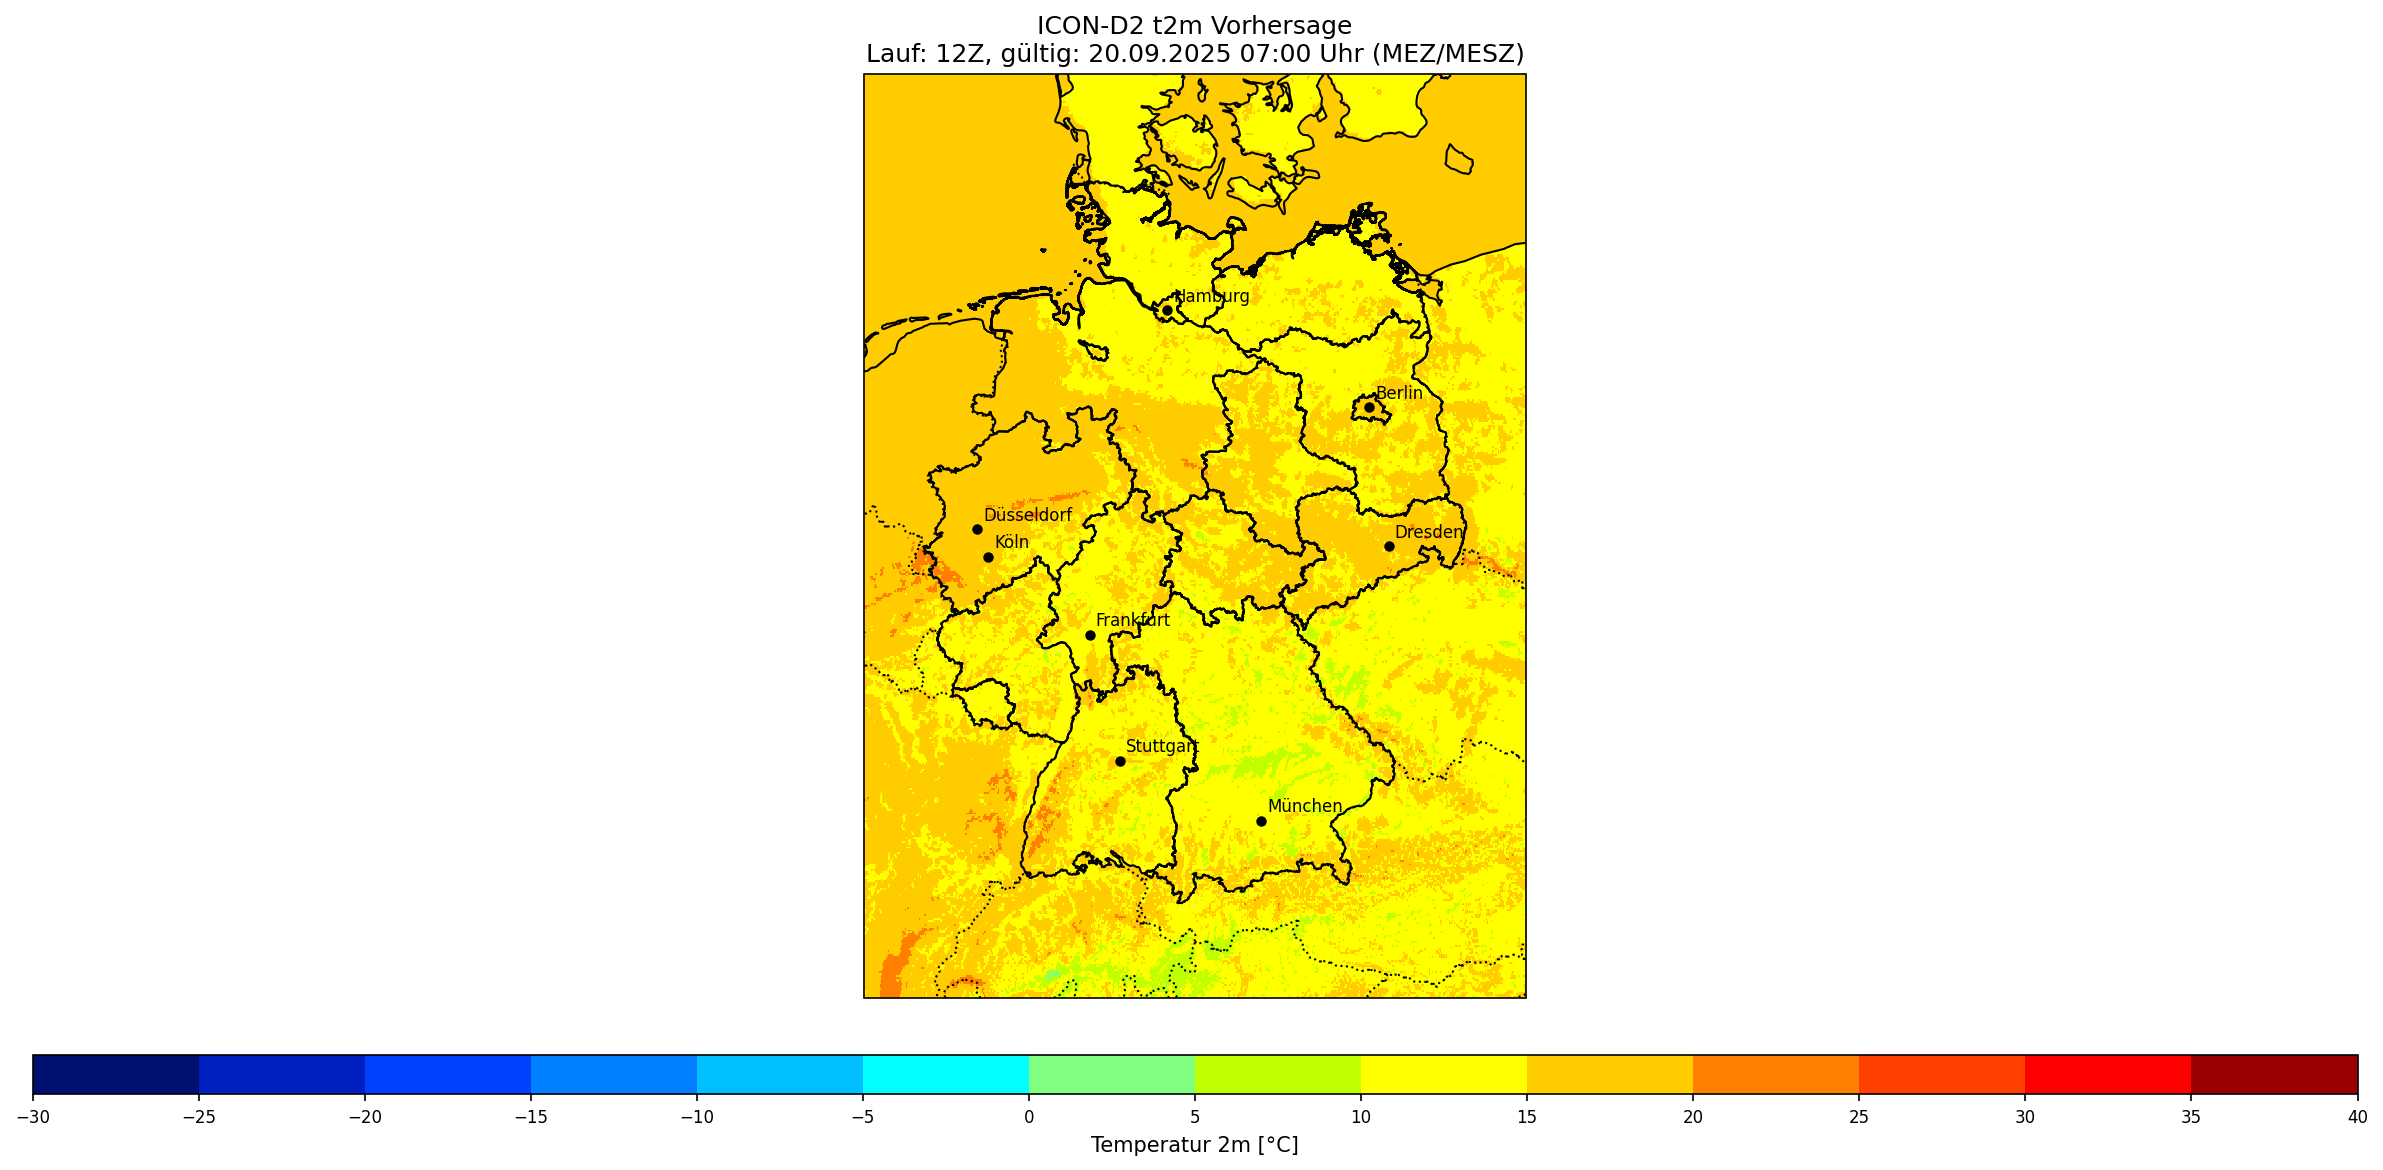 ICON-D2 t2m Vorhersage
Lauf: 12Z, gültig: 20.09.2025 07:00 Uhr (MEZ/MESZ)
Hamburg
Berlin
Düsseldorf
Köln
Dresden
Frankfurt
Stuttgart
München
−30 −25 −20 −15 −10 −5 0 5 10 15 20 25 30 35 40
Temperatur 2m [°C]